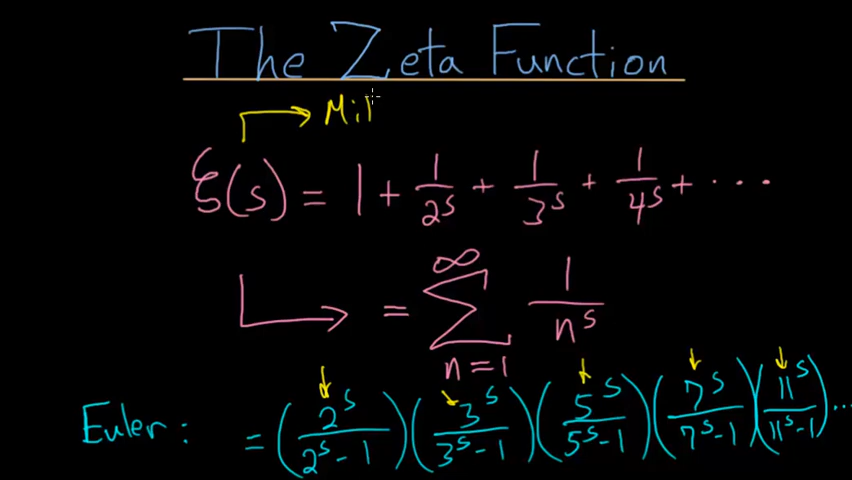 The Zeta Function
Mil
ξ(s) = 1 + 1/2^s + 1/3^s + 1/4^s + ···
= ∑_{n=1}^{∞} 1/n^s
Euler: = (2^s/(2^s-1)) (3^s/(3^s-1)) (5^s/(5^s-1)) (7^s/(7^s-1)) (11^s/(11^s-1)) ...